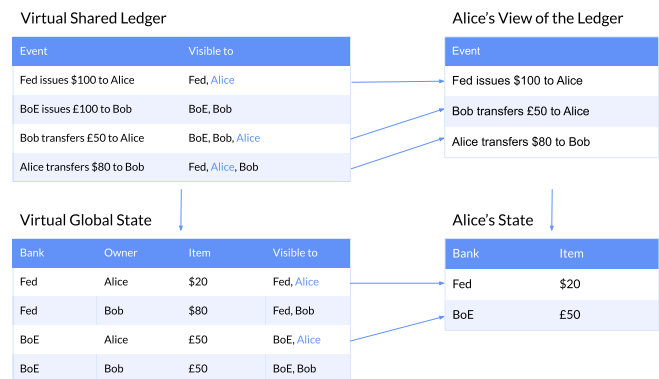 Virtual Shared Ledger
Event Visible to
Fed issues $100 to Alice Fed, Alice
BoE issues £100 to Bob BoE, Bob
Bob transfers £50 to Alice BoE, Bob, Alice
Alice transfers $80 to Bob Fed, Alice, Bob
Alice's View of the Ledger
Event
Fed issues $100 to Alice
Bob transfers £50 to Alice
Alice transfers $80 to Bob
Virtual Global State
Bank Owner Item Visible to
Fed Alice $20 Fed, Alice
Fed Bob $80 Fed, Bob
BoE Alice £50 BoE, Alice
BoE Bob £50 BoE, Bob
Alice's State
Bank Item
Fed $20
BoE £50